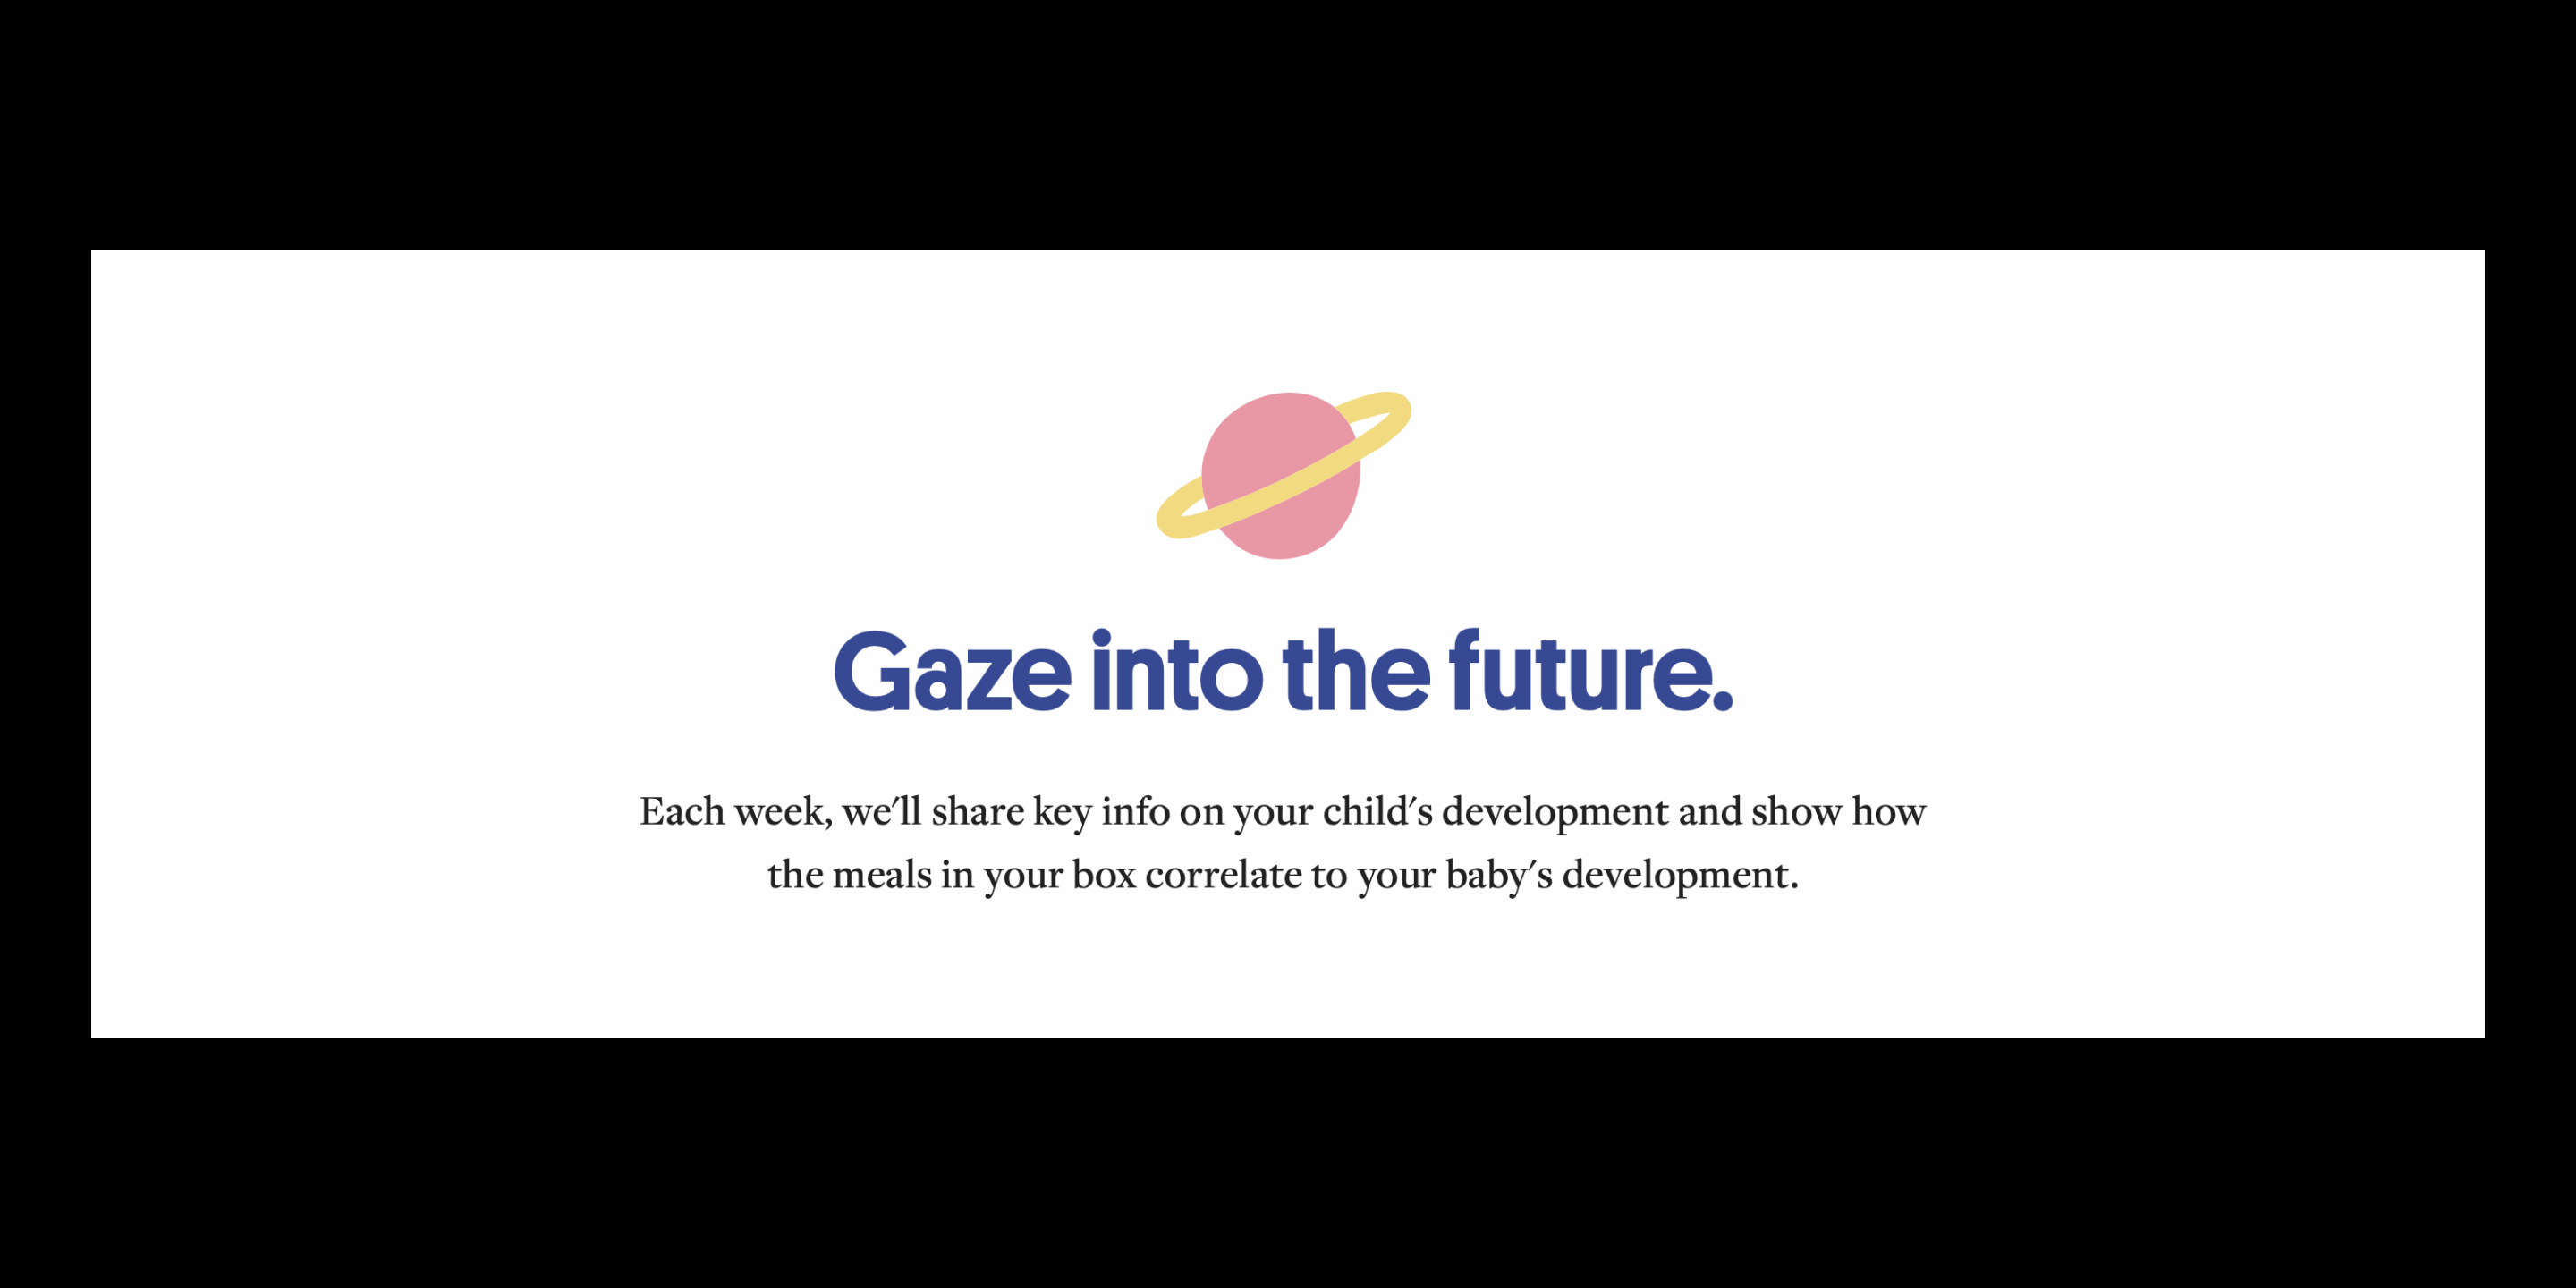 Gaze into the future.
Each week, we'll share key info on your child's development and show how
the meals in your box correlate to your baby's development.